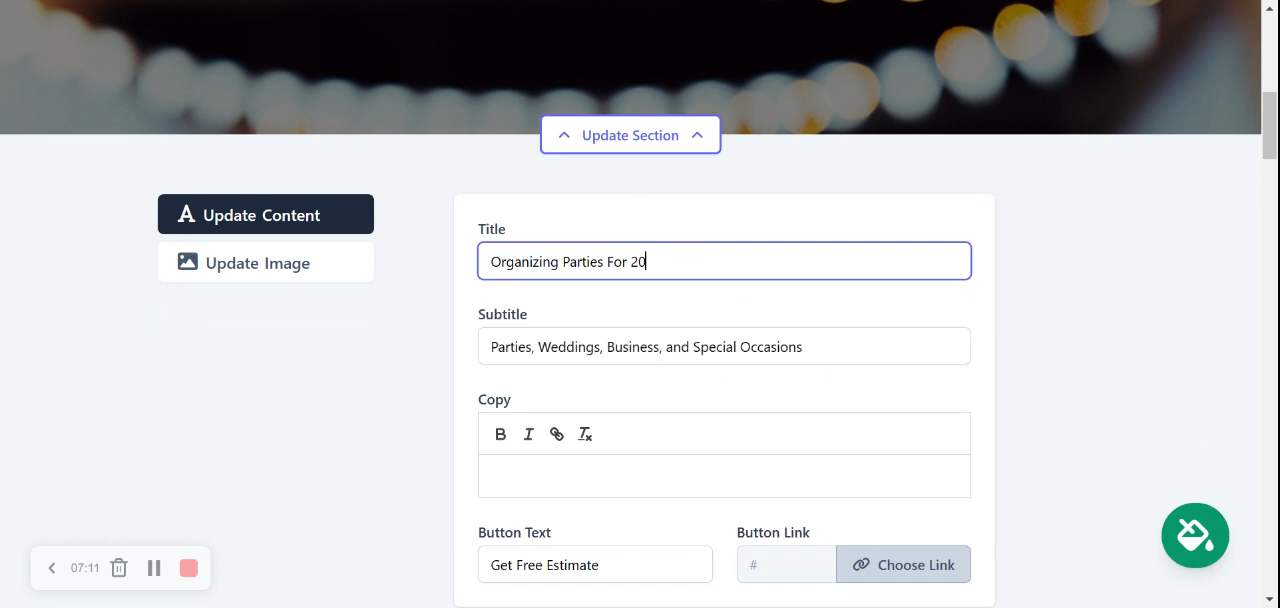 Update Section
Update Content
Update Image
Title
Organizing Parties For 20
Subtitle
Parties, Weddings, Business, and Special Occasions
Copy
B I
Button Text
Button Link
Get Free Estimate
#
Choose Link
07:11